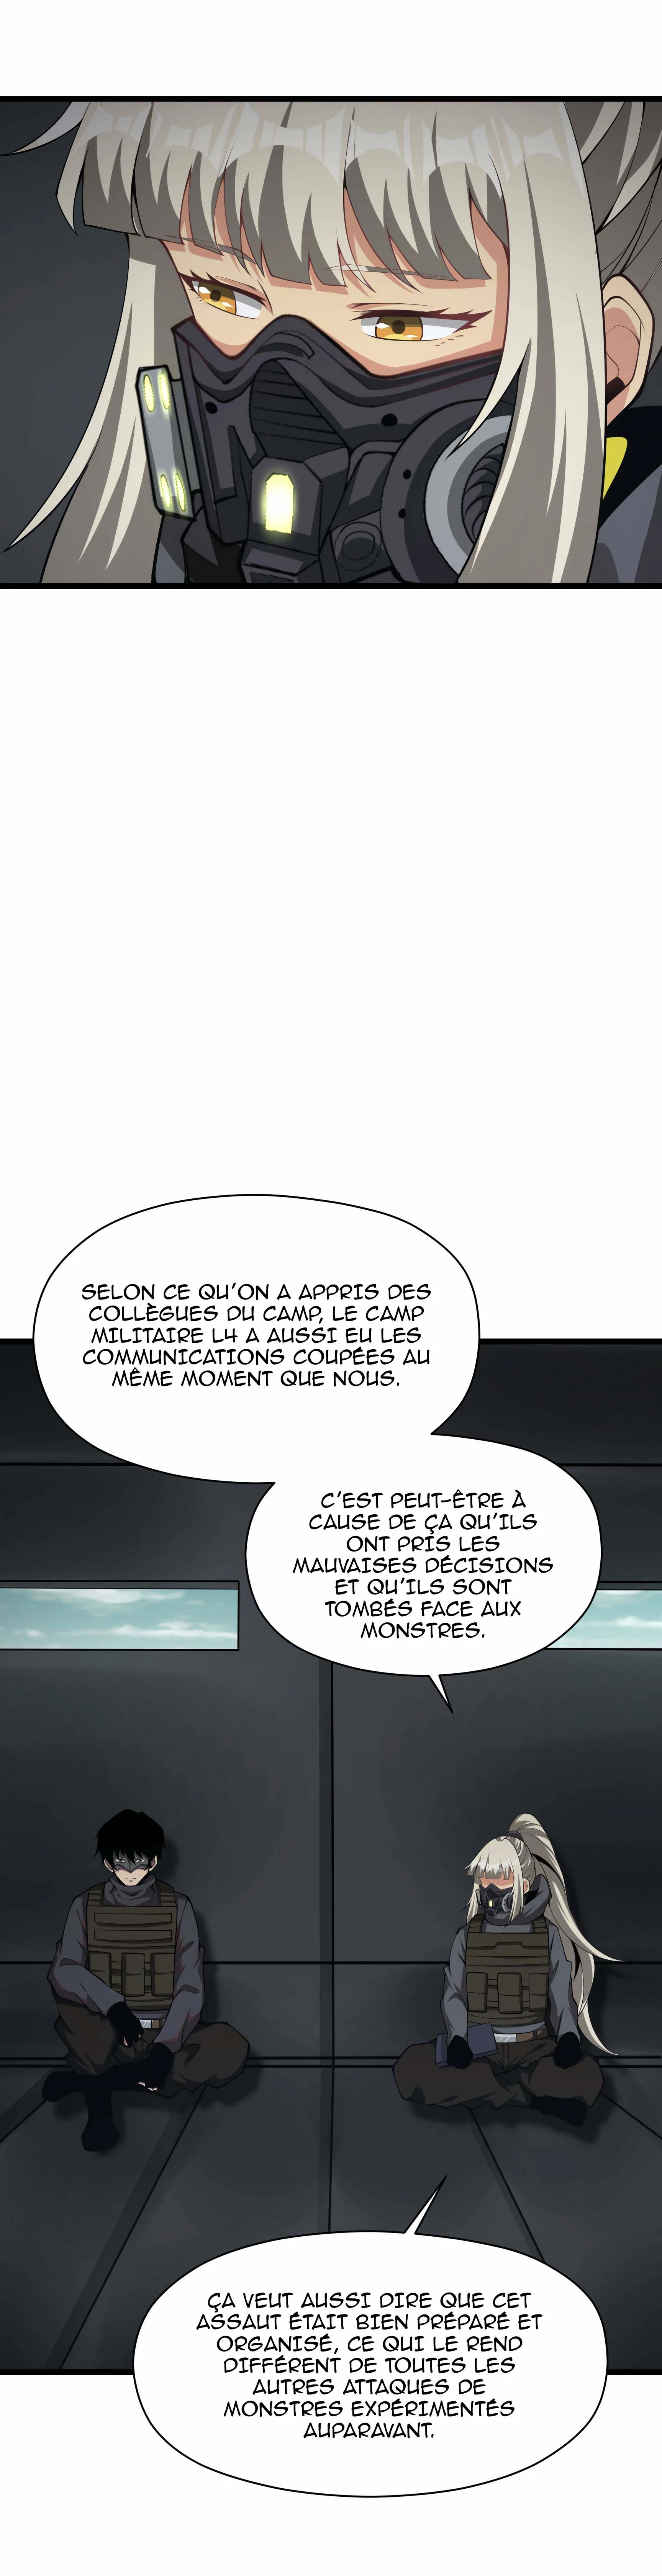 SELON CE QU'ON A APPRIS DES
COLLÈGUES DU CAMP, LE CAMP
MILITAIRE L4 A AUSSI EU LES
COMMUNICATIONS COUPÉES AU
MÊME MOMENT QUE NOUS.
C'EST PEUT-ÊTRE À
CAUSE DE ÇA QU'ILS
ONT PRIS LES
MAUVAISES DÉCISIONS
ET QU'ILS SONT
TOMBÉS FACE AUX
MONSTRES.
ÇA VEUT AUSSI DIRE QUE CET
ASSAUT ÉTAIT BIEN PRÉPARÉ ET
ORGANISÉ, CE QUI LE REND
DIFFÉRENT DE TOUTES LES
AUTRES ATTAQUES DE
MONSTRES EXPÉRIMENTÉS
AUPARAVANT.